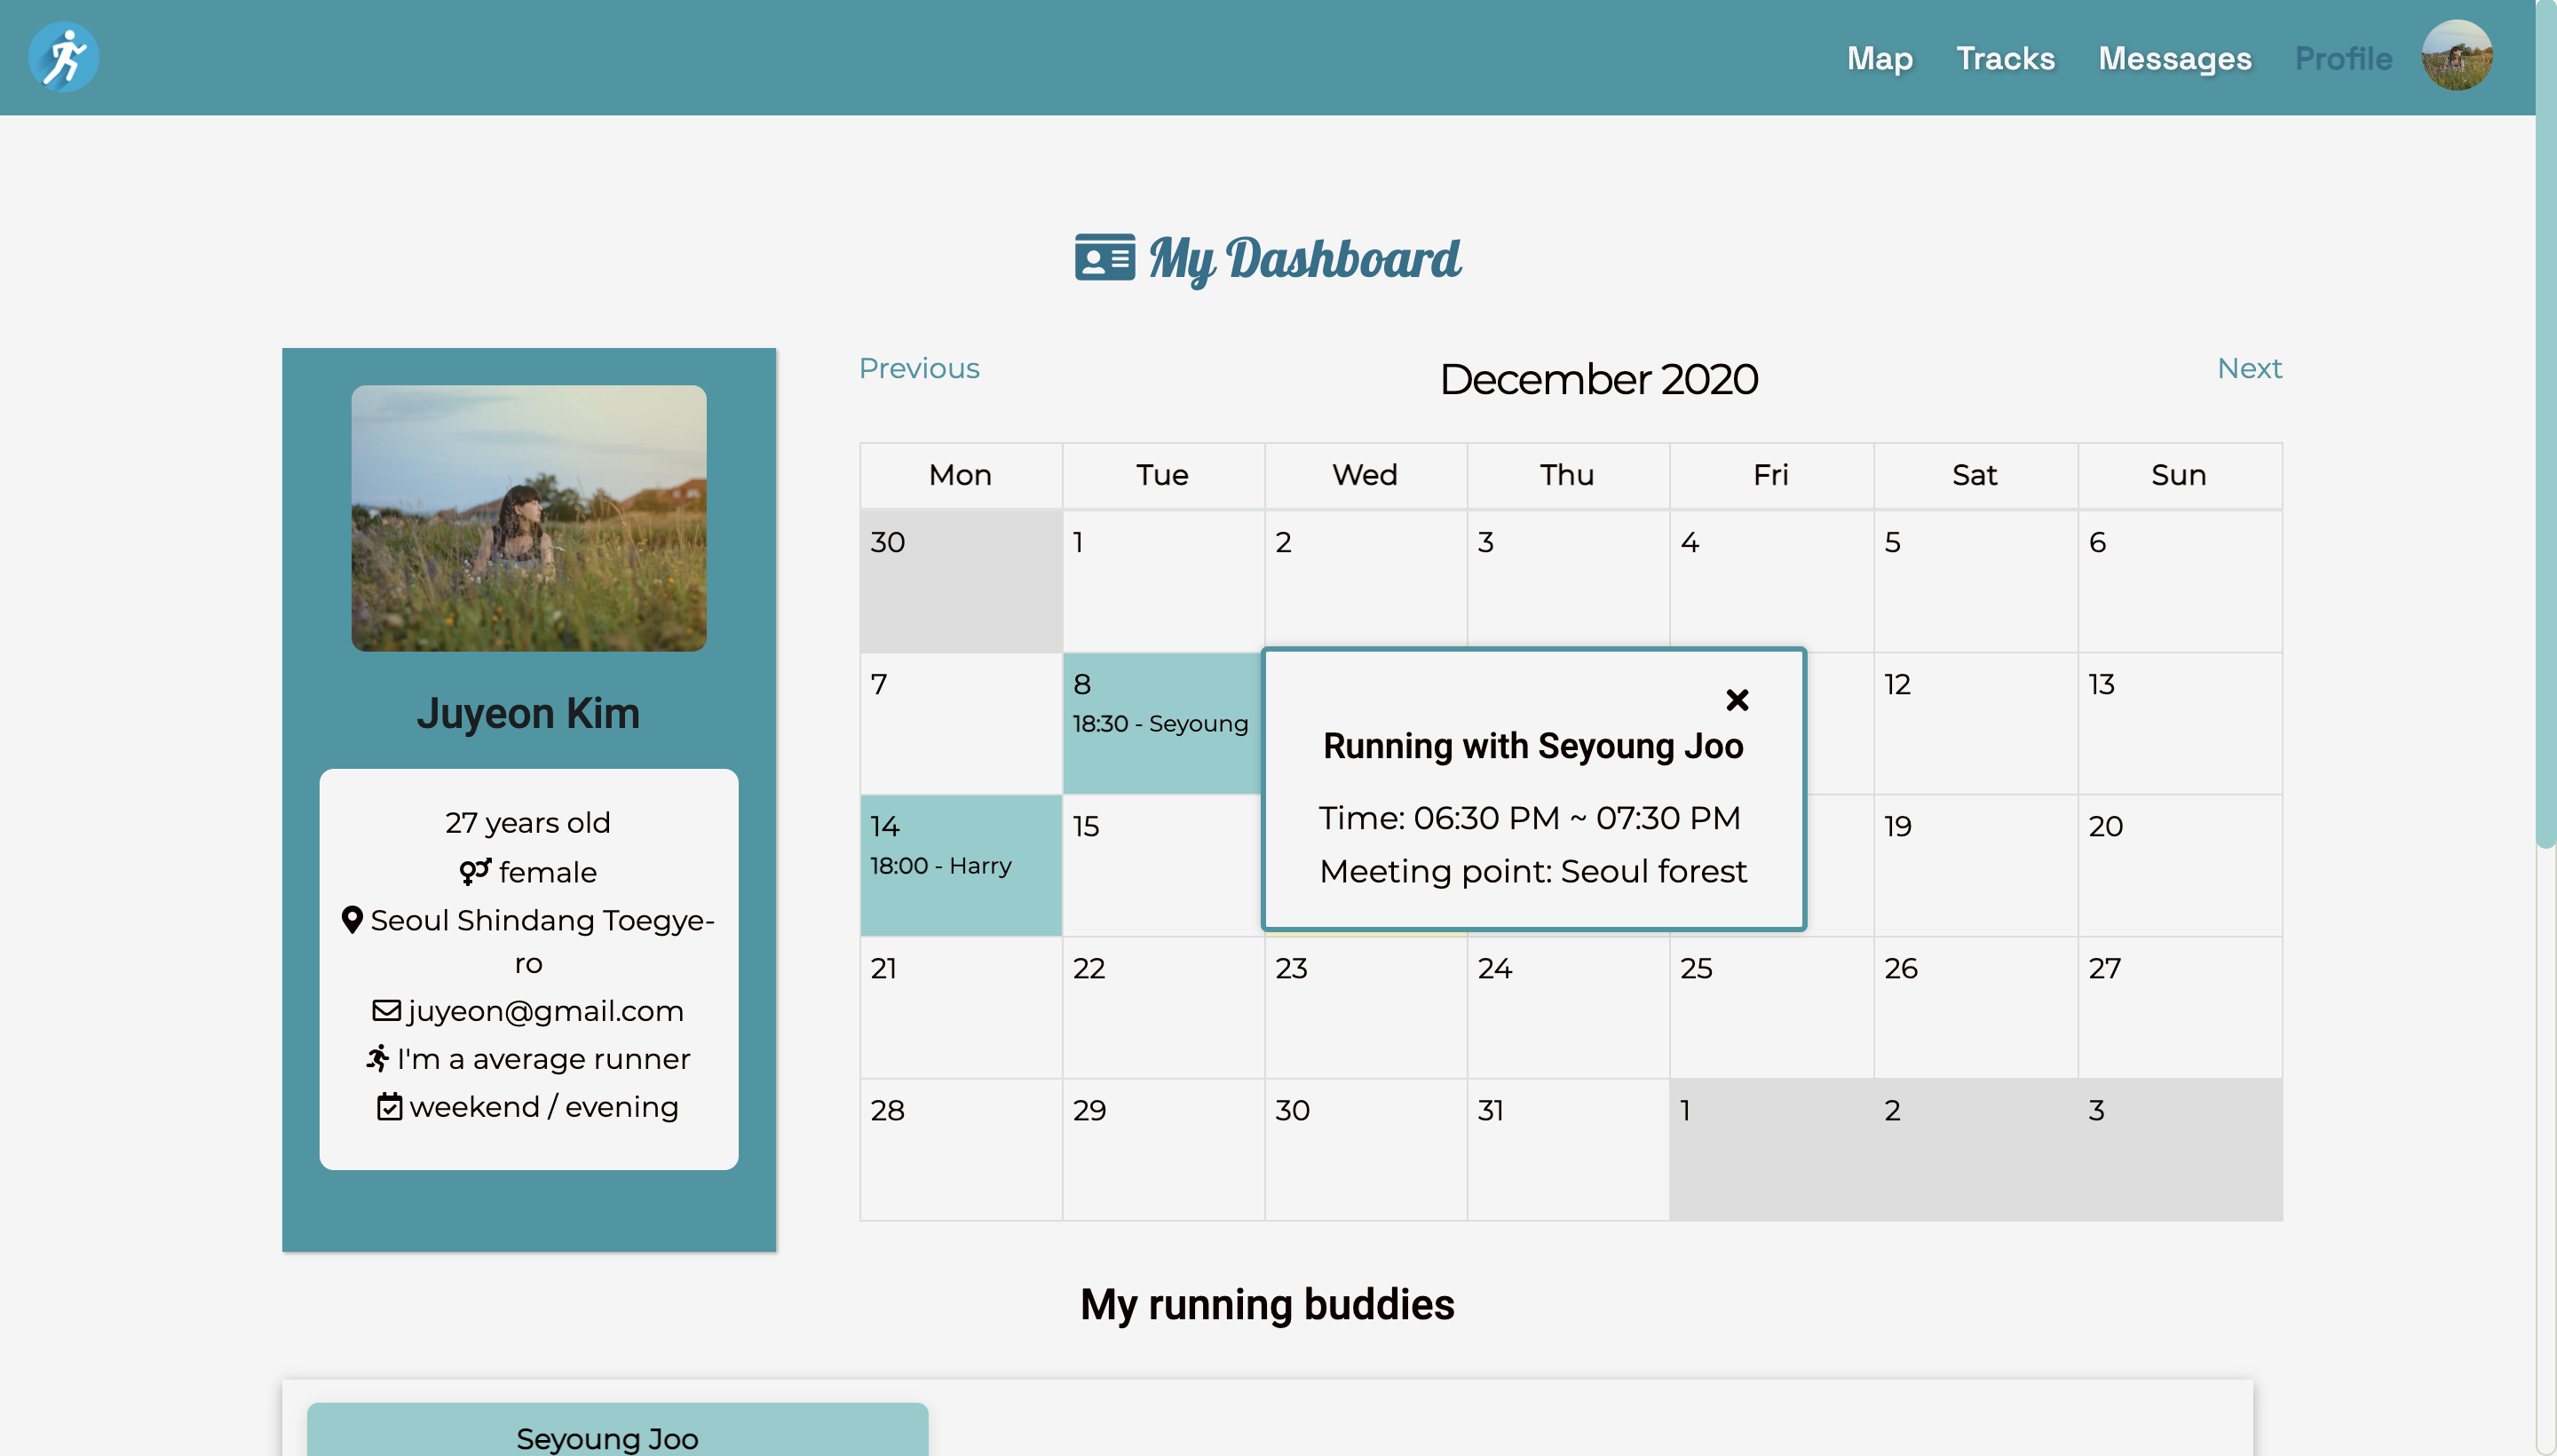 Map Tracks Messages Profile
My Dashboard
Previous
December 2020
Next
Mon Tue Wed Thu Fri Sat Sun
30 1 2 3 4 5 6
7 8 12 13
18:30 - Seyoung
14 15 19 20
18:00 - Harry
21 22 23 24 25 26 27
28 29 30 31 1 2 3
Running with Seyoung Joo
Time: 06:30 PM ~ 07:30 PM
Meeting point: Seoul forest
Juyeon Kim
27 years old
female
Seoul Shindang Toegye-
ro
juyeon@gmail.com
I'm a average runner
weekend / evening
My running buddies
Seyoung Joo